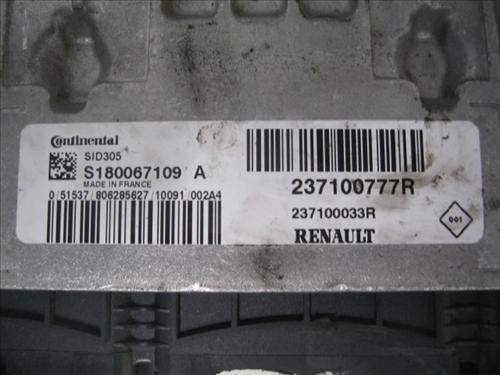 Continental
SID305
S180067109 A
MADE IN FRANCE
0/51537/806285627/10091/002A4
237100777R
237100033R
RENAULT
001